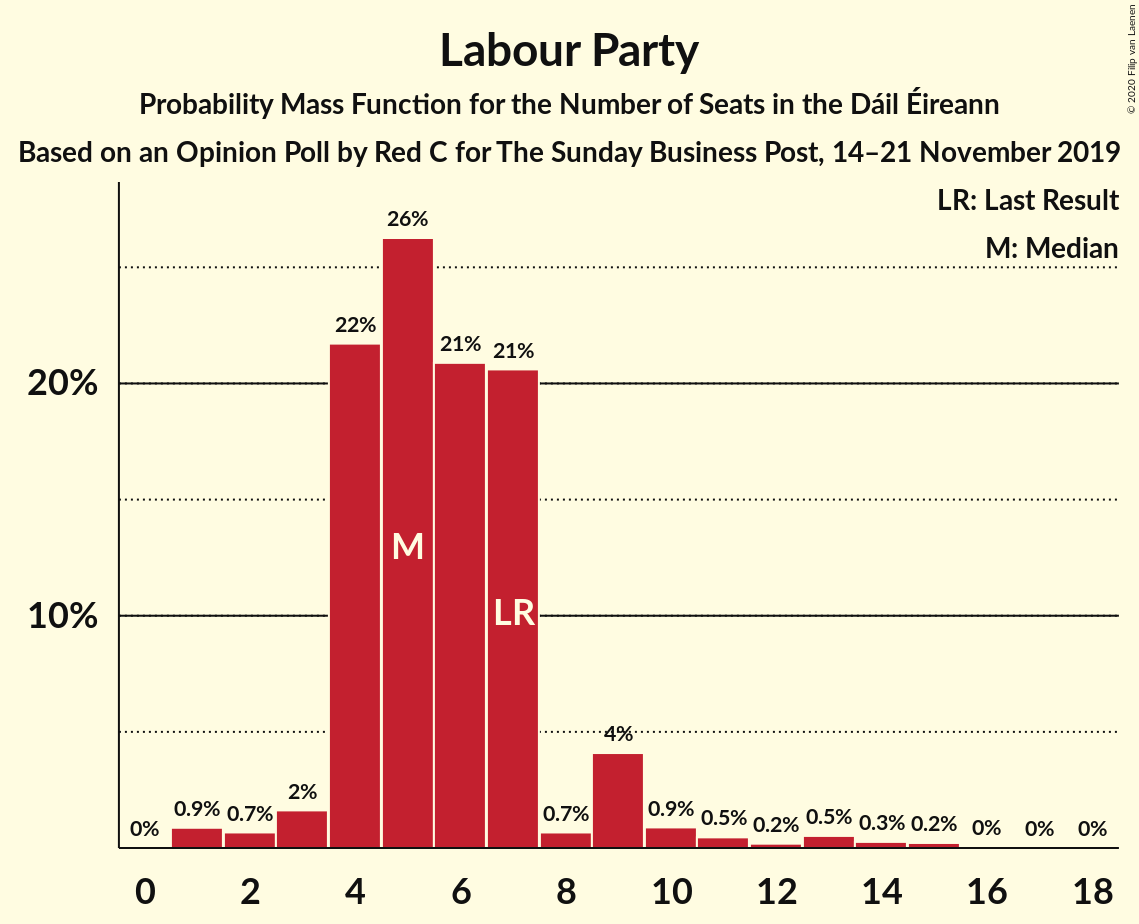 Labour Party
Probability Mass Function for the Number of Seats in the Dáil Éireann
Based on an Opinion Poll by Red C for The Sunday Business Post, 14–21 November 2019
© 2020 Filip van Laenen
LR: Last Result
M: Median
26%
22%
21%
21%
20%
M
LR
10%
4%
2%
0%
0.9%
0.7%
0.7%
0.9%
0.5%
0.2%
0.5%
0.3%
0.2%
0%
0%
0%
0 2 4 6 8 10 12 14 16 18